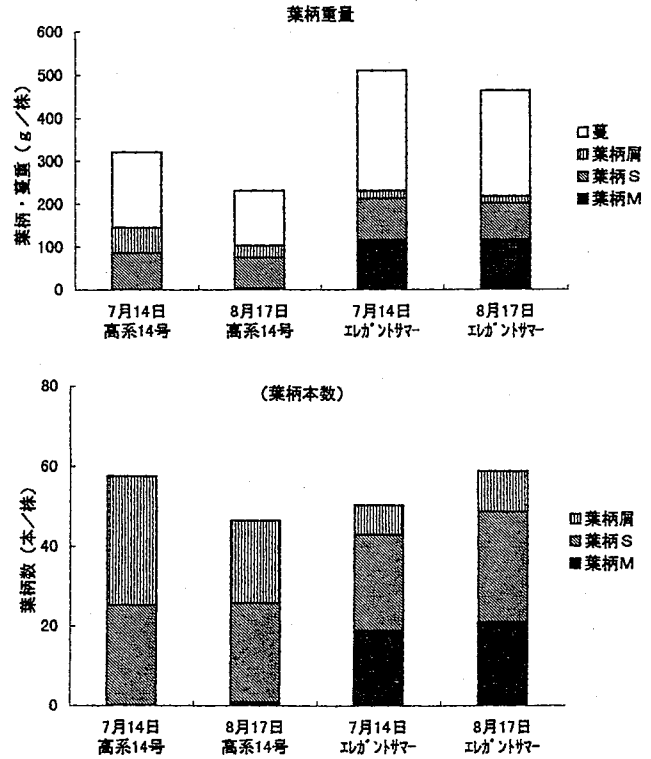 葉柄重量
葉柄・蔓重（ｇ／株）
600
500
400
300
200
100
0
7月14日
高系14号
8月17日
高系14号
7月14日
ｴﾚｶﾞﾝﾄｻﾏｰ
8月17日
ｴﾚｶﾞﾝﾄｻﾏｰ
蔓
葉柄屑
葉柄Ｓ
葉柄Ｍ
（葉柄本数）
葉柄数（本／株）
80
60
40
20
0
7月14日
高系14号
8月17日
高系14号
7月14日
ｴﾚｶﾞﾝﾄｻﾏｰ
8月17日
ｴﾚｶﾞﾝﾄｻﾏｰ
葉柄屑
葉柄Ｓ
葉柄Ｍ